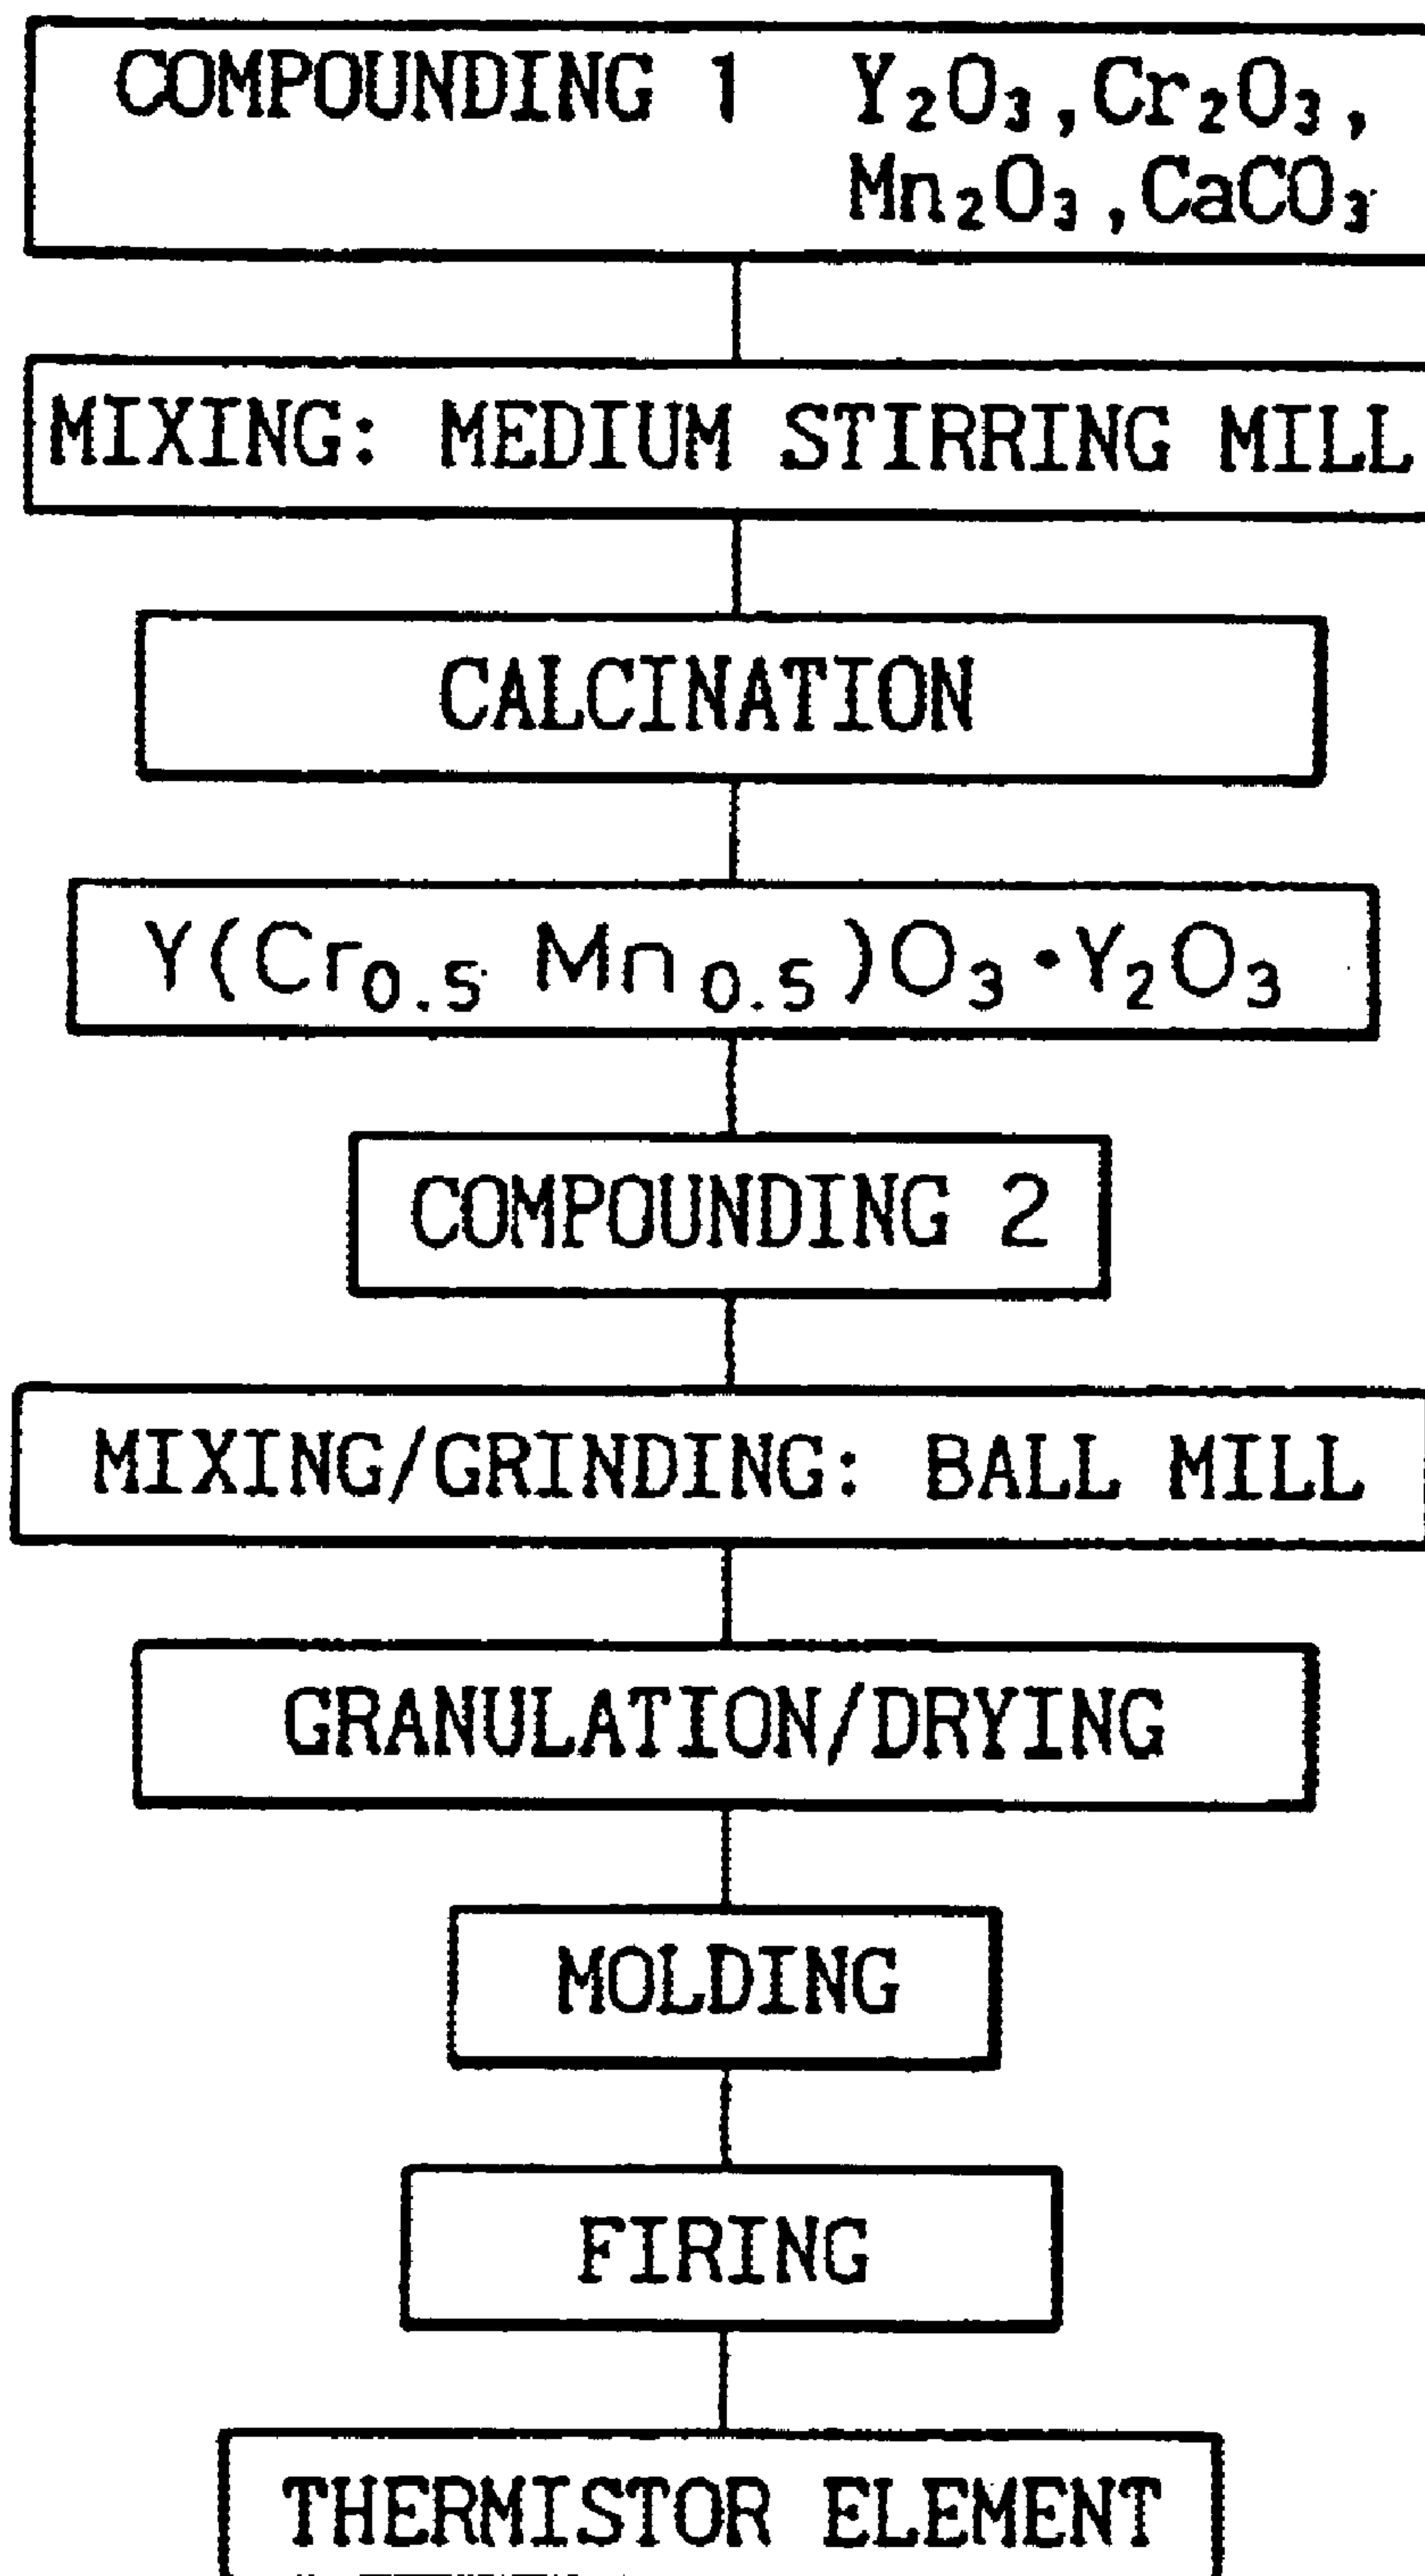 COMPOUNDING 1 Y₂O₃,Cr₂O₃,
Mn₂O₃,CaCO₃
MIXING: MEDIUM STIRRING MILL
CALCINATION
Y(Cr₀.₅ Mn₀.₅)O₃·Y₂O₃
COMPOUNDING 2
MIXING/GRINDING: BALL MILL
GRANULATION/DRYING
MOLDING
FIRING
THERMISTOR ELEMENT